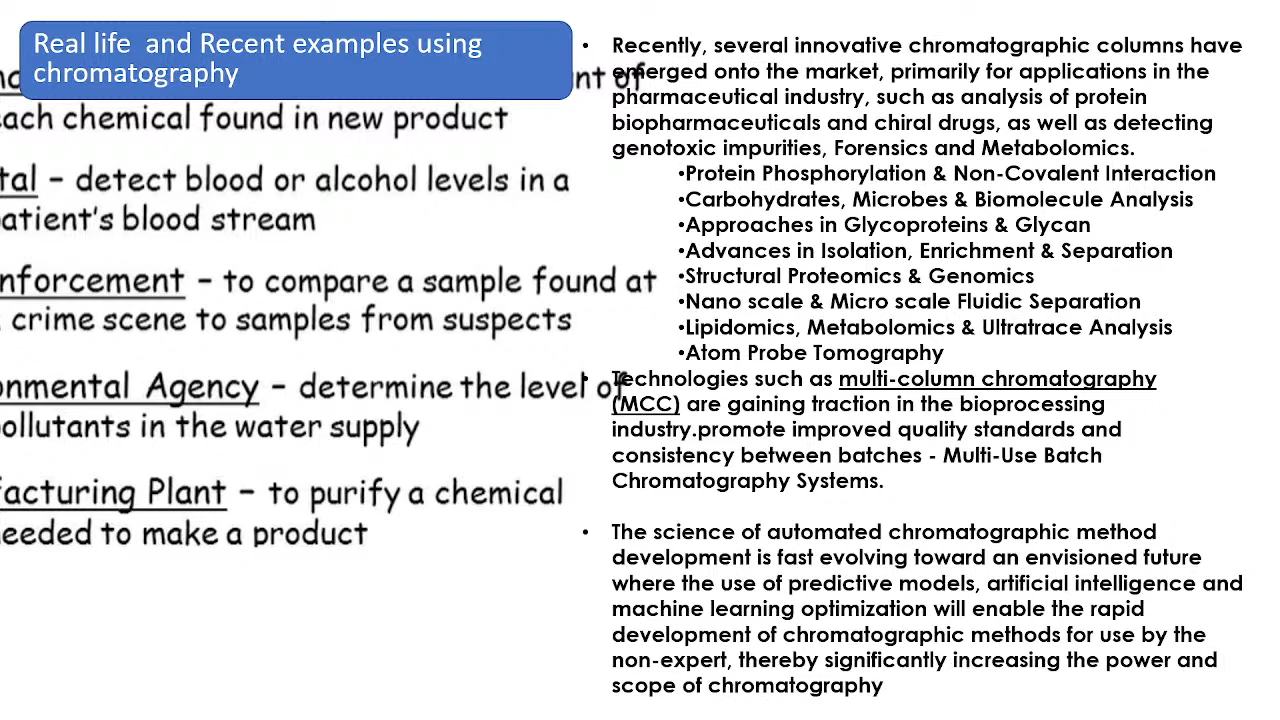 Real life and Recent examples using
chromatography
nt of
each chemical found in new product
tal – detect blood or alcohol levels in a
patient's blood stream
nforcement – to compare a sample found at
crime scene to samples from suspects
onmental Agency – determine the level of
pollutants in the water supply
facturing Plant – to purify a chemical
needed to make a product
• Recently, several innovative chromatographic columns have
emerged onto the market, primarily for applications in the
pharmaceutical industry, such as analysis of protein
biopharmaceuticals and chiral drugs, as well as detecting
genotoxic impurities, Forensics and Metabolomics.
•Protein Phosphorylation & Non-Covalent Interaction
•Carbohydrates, Microbes & Biomolecule Analysis
•Approaches in Glycoproteins & Glycan
•Advances in Isolation, Enrichment & Separation
•Structural Proteomics & Genomics
•Nano scale & Micro scale Fluidic Separation
•Lipidomics, Metabolomics & Ultratrace Analysis
•Atom Probe Tomography
• Technologies such as multi-column chromatography
(MCC) are gaining traction in the bioprocessing
industry.promote improved quality standards and
consistency between batches - Multi-Use Batch
Chromatography Systems.
• The science of automated chromatographic method
development is fast evolving toward an envisioned future
where the use of predictive models, artificial intelligence and
machine learning optimization will enable the rapid
development of chromatographic methods for use by the
non-expert, thereby significantly increasing the power and
scope of chromatography